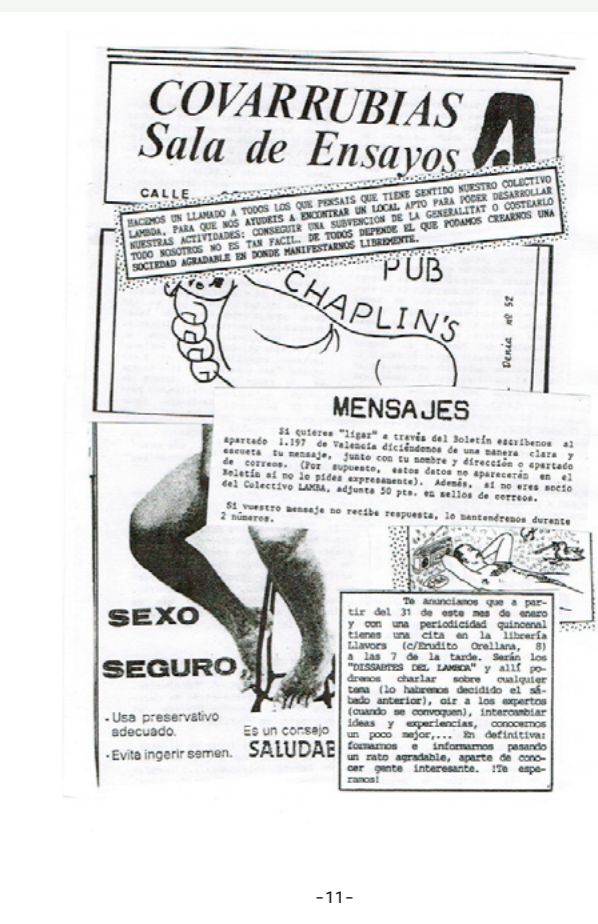 COVARRUBIAS
Sala de Ensayos
CALLE
HACEMOS UN LLAMADO A TODOS LOS QUE PENSAIS QUE TIENE SENTIDO NUESTRO COLECTIVO
LAMBDA, PARA QUE NOS AYUDEIS A ENCONTRAR UN LOCAL APTO PARA PODER DESARROLLAR
NUESTRAS ACTIVIDADES; CONSEGUIR UNA SUBVENCION DE LA GENERALITAT O COSTEARLO
TODO NOSOTROS NO ES TAN FACIL. DE TODOS DEPENDE EL QUE PODAMOS CREARNOS UNA
SOCIEDAD AGRADABLE EN DONDE MANIFESTARNOS LIBREMENTE.
PUB
CHAPLIN'S
Denia nº 52
MENSAJES
Si quieres "ligar" a través del Boletín escríbenos al
apartado 1.197 de Valencia diciéndonos de una manera clara y
escueta tu mensaje, junto con tu nombre y dirección o apartado
de correos. (Por supuesto, estos datos no aparecerán en el
Boletín si no lo pides expresamente). Además, si no eres socio
del Colectivo LAMBA, adjunta 50 pts. en sellos de correos.
Si vuestro mensaje no recibe respuesta, lo mantendremos durante
2 números.
SEXO
SEGURO
- Usa preservativo
adecuado.
- Evita ingerir semen.
Es un consejo
SALUDAB
Te anunciamos que a par-
tir del 31 de este mes de enero
y con una periodicidad quincenal
tienes una cita en la librería
Llavors (c/Erudito Orellana, 8)
a las 7 de la tarde. Serán los
"DISSABTES DEL LAMBDA" y allí po-
dremos charlar sobre cualquier
tema (lo habremos decidido el sá-
bado anterior), oir a los expertos
(cuando se convoquen), intercambiar
ideas y experiencias, conocernos
un poco mejor,... En definitiva:
formarnos e informarnos pasando
un rato agradable, aparte de cono-
cer gente interesante. !Te espe-
ramos!
-11-